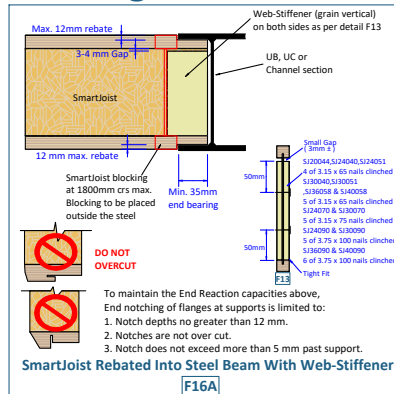 Web-Stiffener (grain vertical)
on both sides as per detail F13
Max. 12mm rebate
3-4 mm Gap
UB, UC or
Channel section
SmartJoist
12 mm max. rebate
SmartJoist blocking
at 1800mm crs max.
Blocking to be placed
outside the steel
Min. 35mm
end bearing
Small Gap
( 3mm ± )
SJ20044,SJ24040,SJ24051
4 of 3.15 x 65 nails clinched
SJ30040,SJ30051
,SJ36058 & SJ40058
5 of 3.15 x 65 nails clinched
SJ24070 & SJ30070
5 of 3.15 x 75 nails clinched
SJ24090 & SJ30090
5 of 3.75 x 100 nails clinched
SJ36090 & SJ40090
6 of 3.75 x 100 nails clinched
50mm
50mm
Tight Fit
F13
DO NOT
OVERCUT
To maintain the End Reaction capacities above,
End notching of flanges at supports is limited to:
1. Notch depths no greater than 12 mm.
2. Notches are not over cut.
3. Notch does not exceed more than 5 mm past support.
SmartJoist Rebated Into Steel Beam With Web-Stiffener
F16A